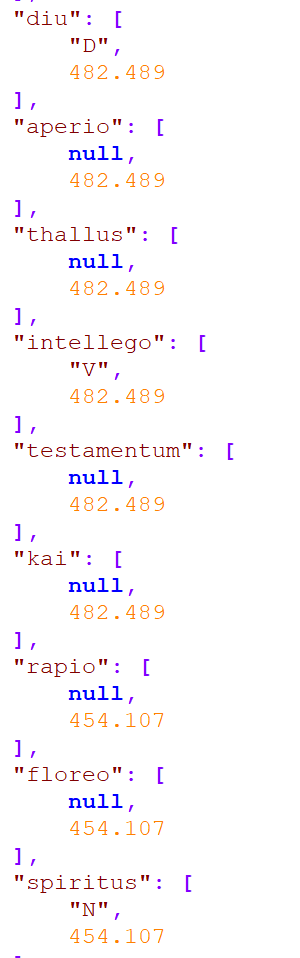 "diu": [
"D",
482.489
],
"aperio": [
null,
482.489
],
"thallus": [
null,
482.489
],
"intellego": [
"V",
482.489
],
"testamentum": [
null,
482.489
],
"kai": [
null,
482.489
],
"rapio": [
null,
454.107
],
"floreo": [
null,
454.107
],
"spiritus": [
"N",
454.107